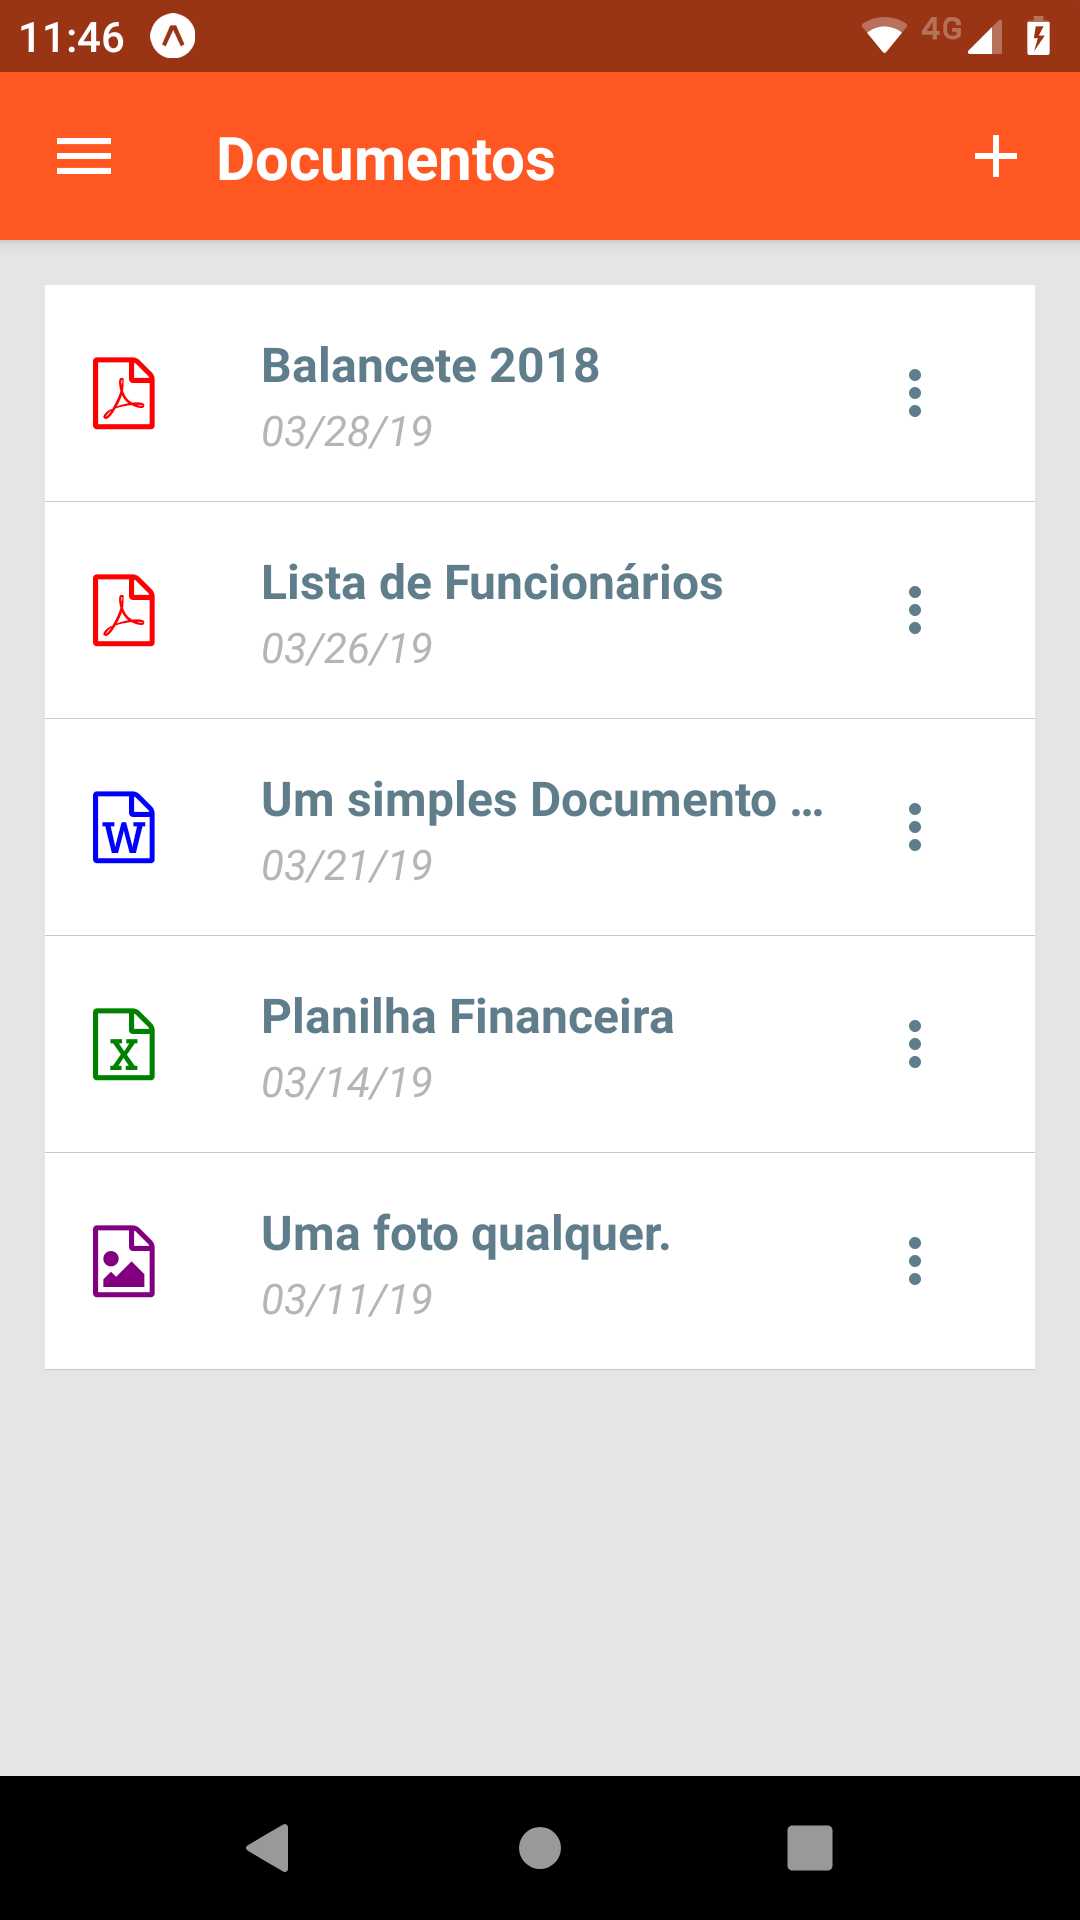 11:46
4G
Documentos
Balancete 2018
03/28/19
Lista de Funcionários
03/26/19
Um simples Documento ...
03/21/19
W
Planilha Financeira
03/14/19
X
Uma foto qualquer.
03/11/19